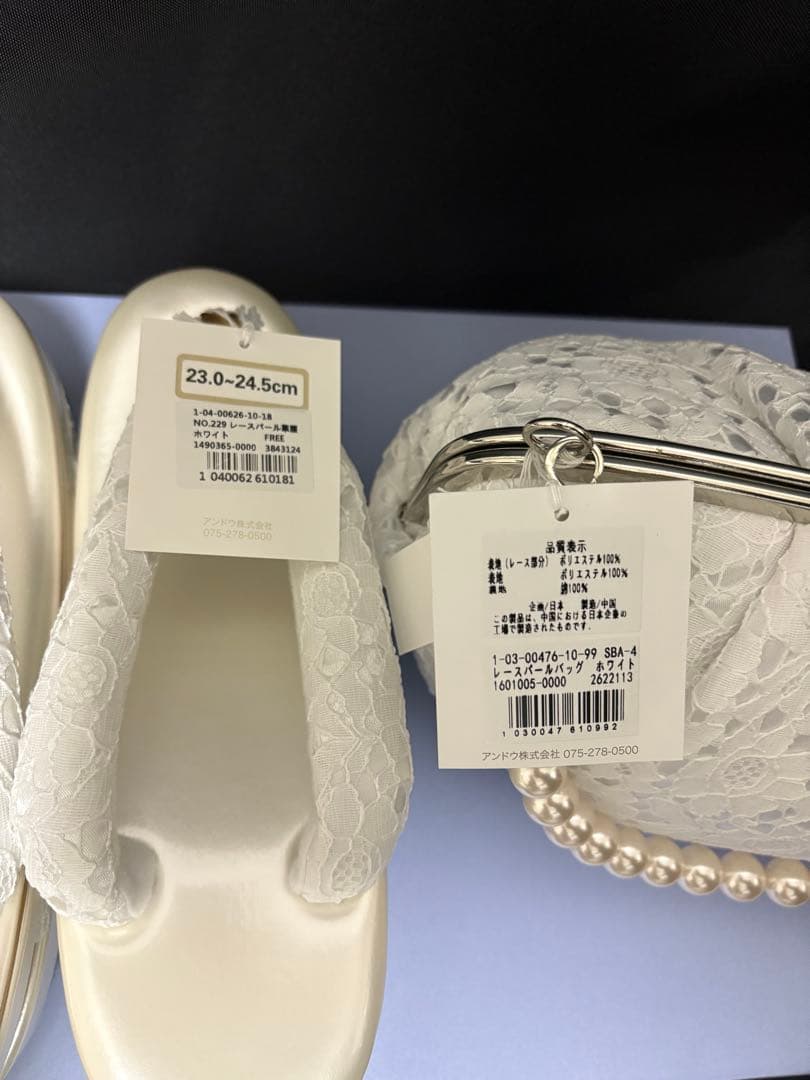 23.0~24.5cm
1-04-00626-10-18
NO.229 レースパール草履
ホワイト FREE
1490365-0000 3843124
1 040062 610181
アンドウ株式会社
075-278-0500
品質表示
表地(レース部分) ポリエステル100%
表地 ポリエステル100%
裏地 綿100%
企画/日本 製造/中国
この製品は、中国における日本企業の
工場で製造されたものです。
1-03-00476-10-99 SBA-4
レースパールバッグ ホワイト
1601005-0000 2622113
1 030047 610992
アンドウ株式会社 075-278-0500